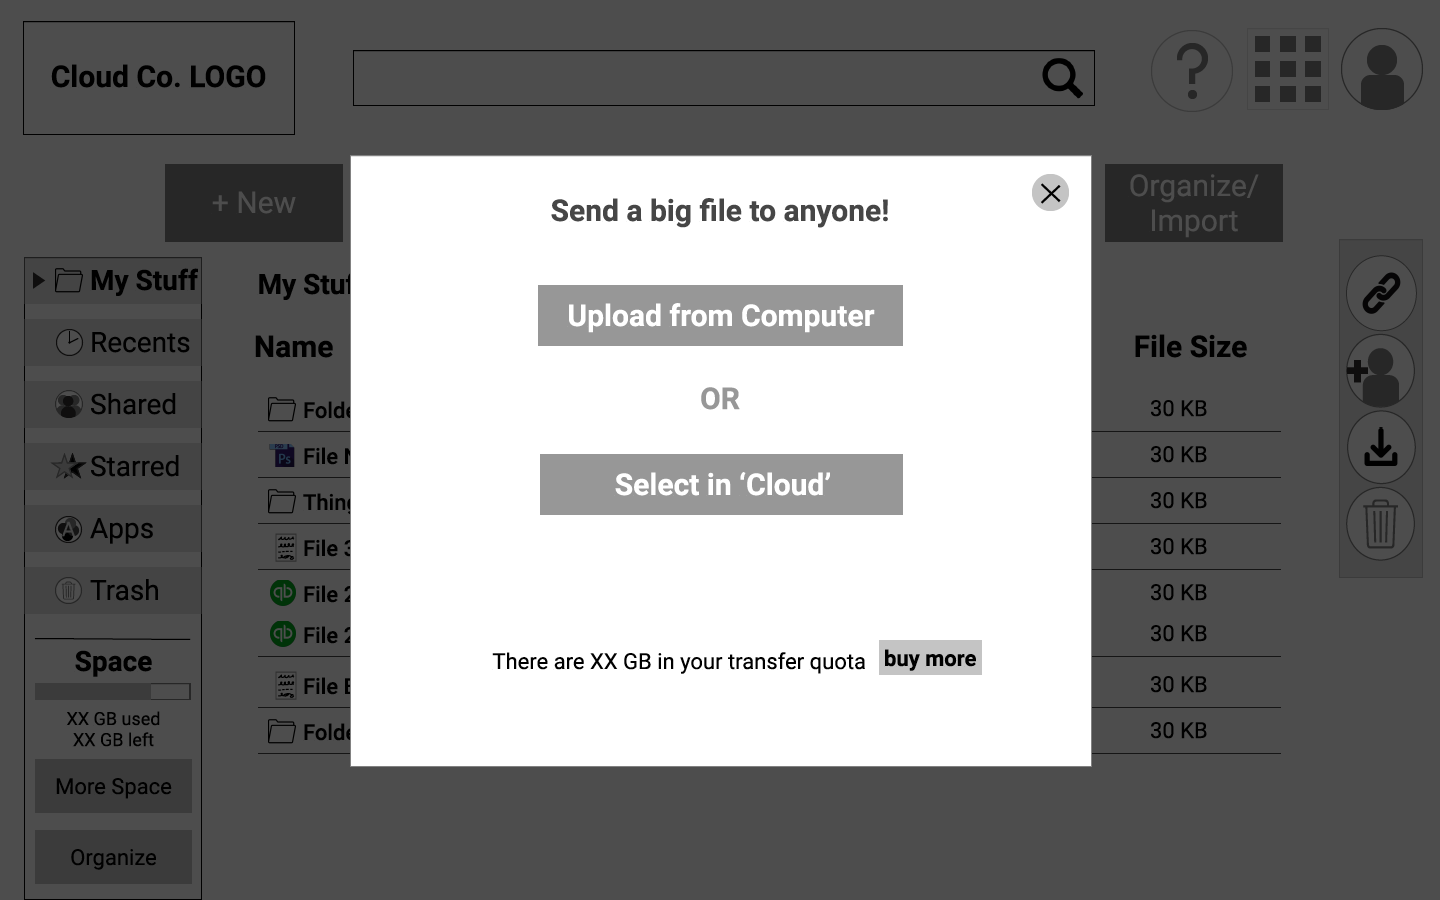 Cloud Co. LOGO
+ New
Organize/
Import
Send a big file to anyone!
Upload from Computer
OR
Select in ‘Cloud’
There are XX GB in your transfer quota
buy more
My Stuff
Recents
Shared
Starred
Apps
Trash
Space
XX GB used
XX GB left
More Space
Organize
My Stuf
Name
File Size
Folde
30 KB
Ps
File N
30 KB
Thing
30 KB
File 3
30 KB
qb
File 2
30 KB
qb
File 2
30 KB
File E
30 KB
Folde
30 KB